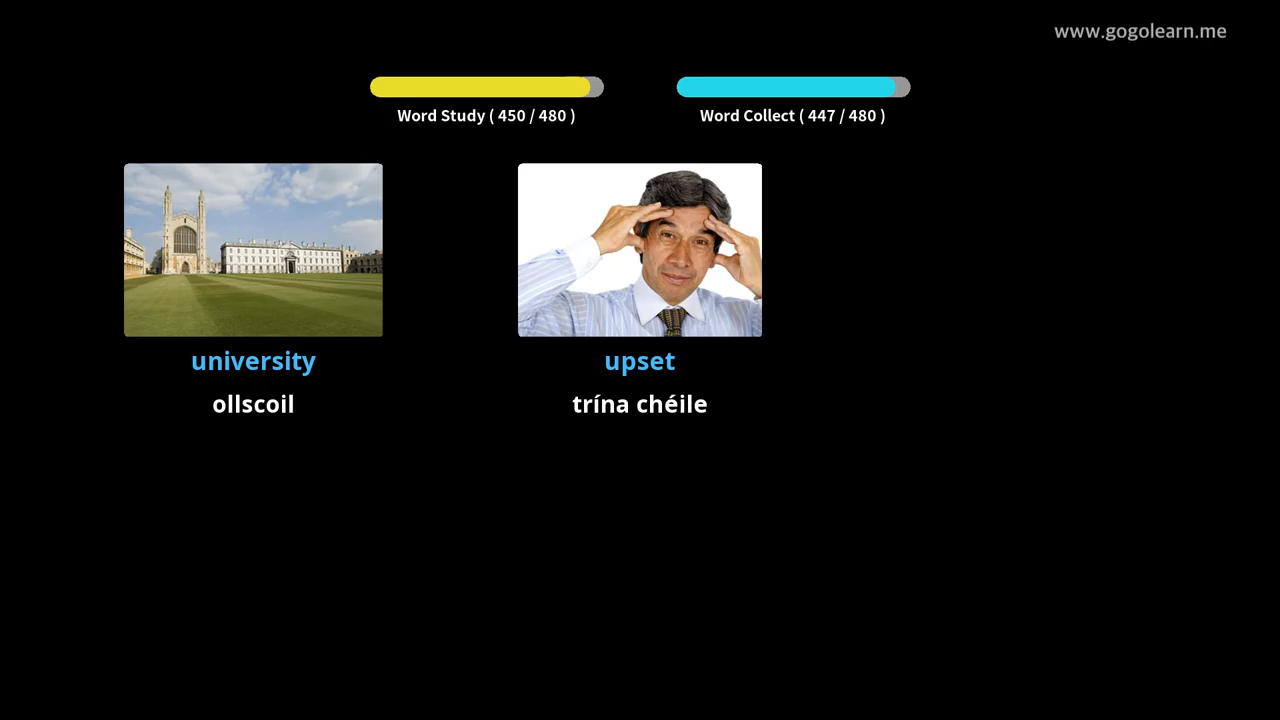 www.gogolearn.me
Word Study ( 450 / 480 )
Word Collect ( 447 / 480 )
university
upset
ollscoil
trína chéile